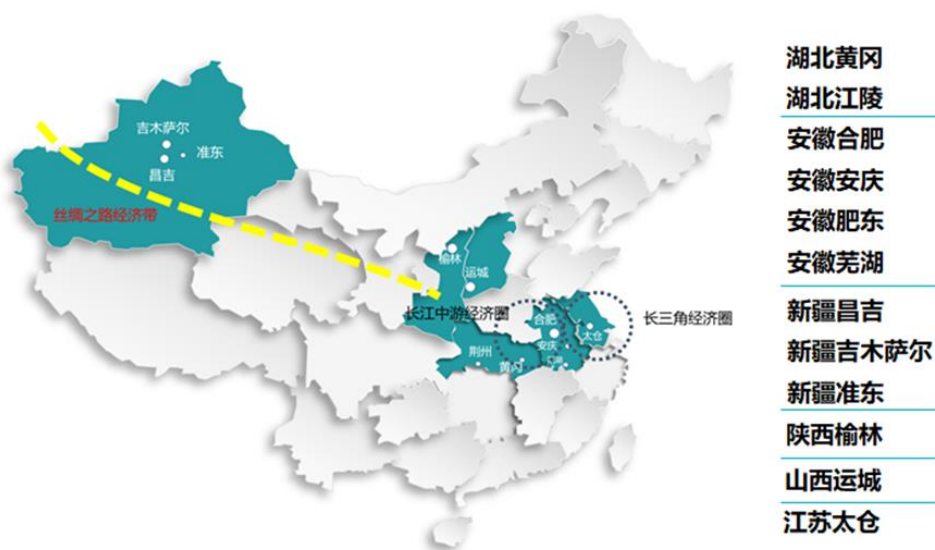 吉木萨尔
准东
昌吉
丝绸之路经济带
榆林
运城
长江中游经济圈
合肥
太仓
长三角经济圈
安庆
荆州
黄冈
湖北黄冈
湖北江陵
安徽合肥
安徽安庆
安徽肥东
安徽芜湖
新疆昌吉
新疆吉木萨尔
新疆准东
陕西榆林
山西运城
江苏太仓